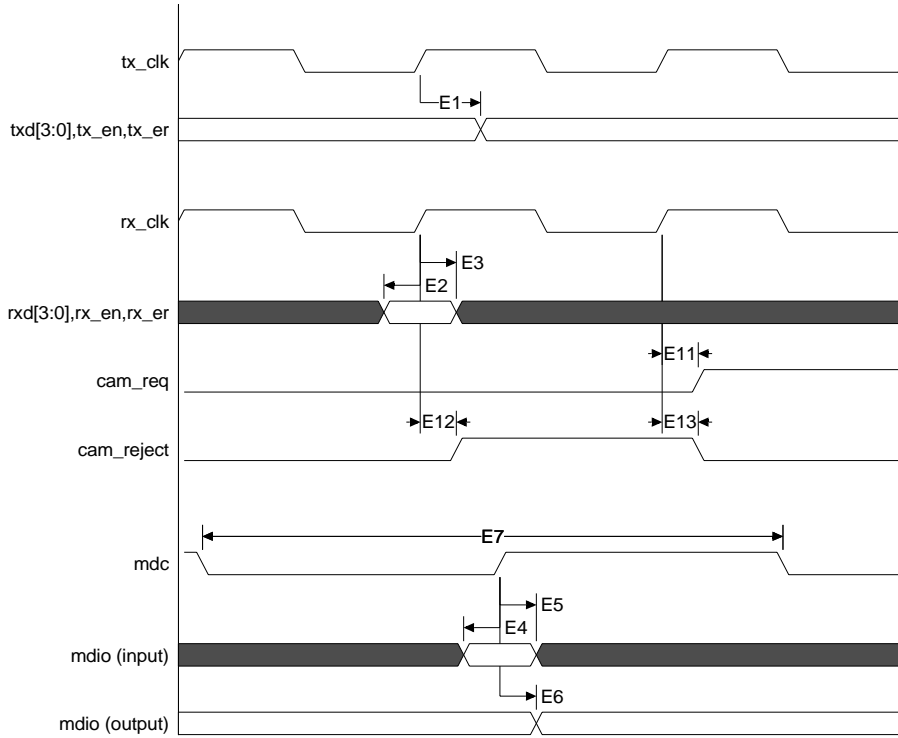 tx_clk
E1
txd[3:0],tx_en,tx_er
rx_clk
E3
E2
rxd[3:0],rx_en,rx_er
E11
cam_req
E12
E13
cam_reject
E7
mdc
E5
E4
mdio (input)
E6
mdio (output)